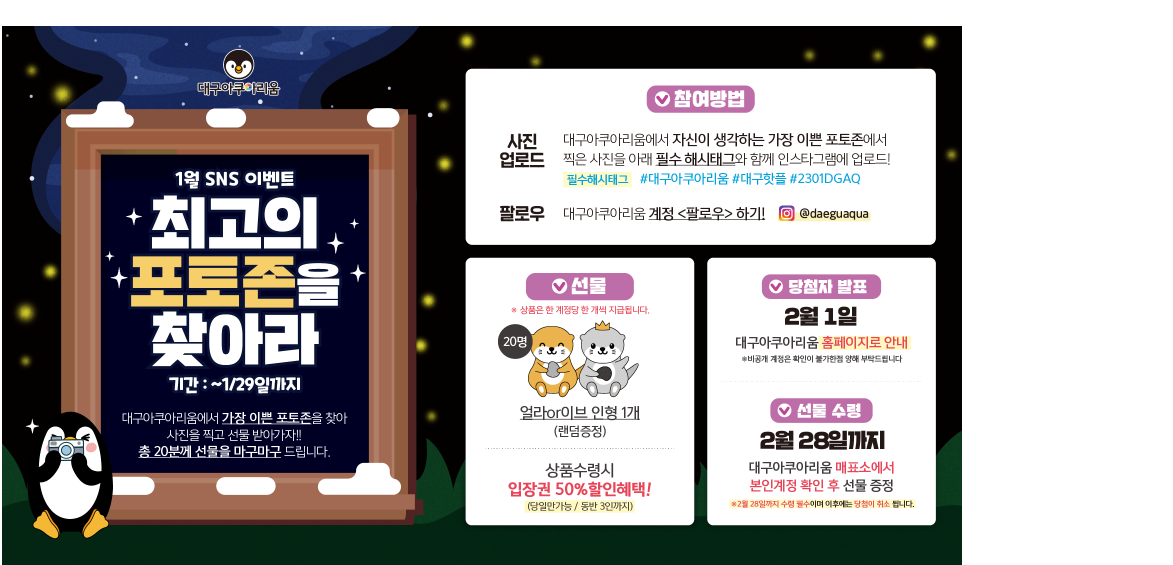 대구아쿠아리움
1월 SNS 이벤트
최고의
포토존을
찾아라
기간 : ~1/29일까지
대구아쿠아리움에서 가장 이쁜 포토존을 찾아
사진을 찍고 선물 받아가자!!
총 20분께 선물을 마구마구 드립니다.
참여방법
사진
업로드
대구아쿠아리움에서 자신이 생각하는 가장 이쁜 포토존에서
찍은 사진을 아래 필수 해시태그와 함께 인스타그램에 업로드!
필수해시태그 #대구아쿠아리움 #대구핫플 #2301DGAQ
팔로우
대구아쿠아리움 계정 <팔로우> 하기! @daeguaqua
선물
※ 상품은 한 계정당 한 개씩 지급됩니다.
20명
얼라or이브 인형 1개
(랜덤증정)
상품수령시
입장권 50%할인혜택!
(당일만가능 / 동반 3인까지)
당첨자 발표
2월 1일
대구아쿠아리움 홈페이지로 안내
※비공개 계정은 확인이 불가한점 양해 부탁드립니다
선물 수령
2월 28일까지
대구아쿠아리움 매표소에서
본인계정 확인 후 선물 증정
※2월 28일까지 수령 필수이며 이후에는 당첨이 취소 됩니다.